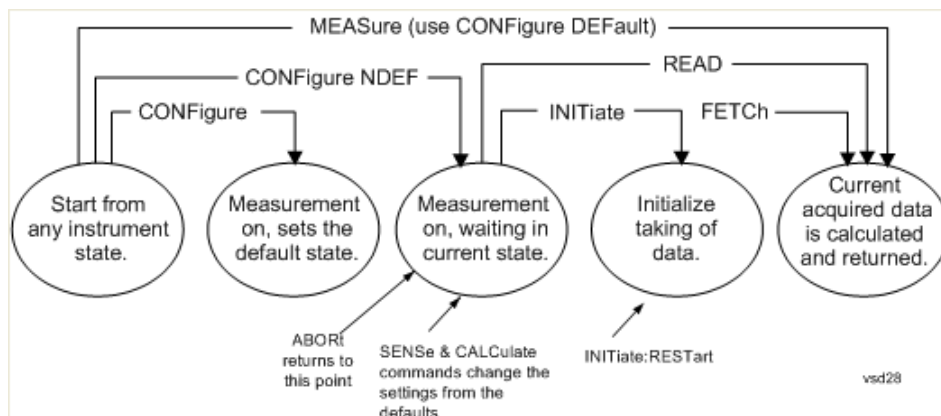 MEASure (use CONFigure DEFault)
CONFigure NDEF
READ
CONFigure
INITiate
FETCh
Start from
any instrument
state.
Measurement
on, sets the
default state.
Measurement
on, waiting in
current state.
Initialize
taking of
data.
Current
acquired data
is calculated
and returned.
ABORt
returns to
this point
SENSe & CALCulate
commands change the
settings from the
defaults
INITiate:RESTart
vsd28